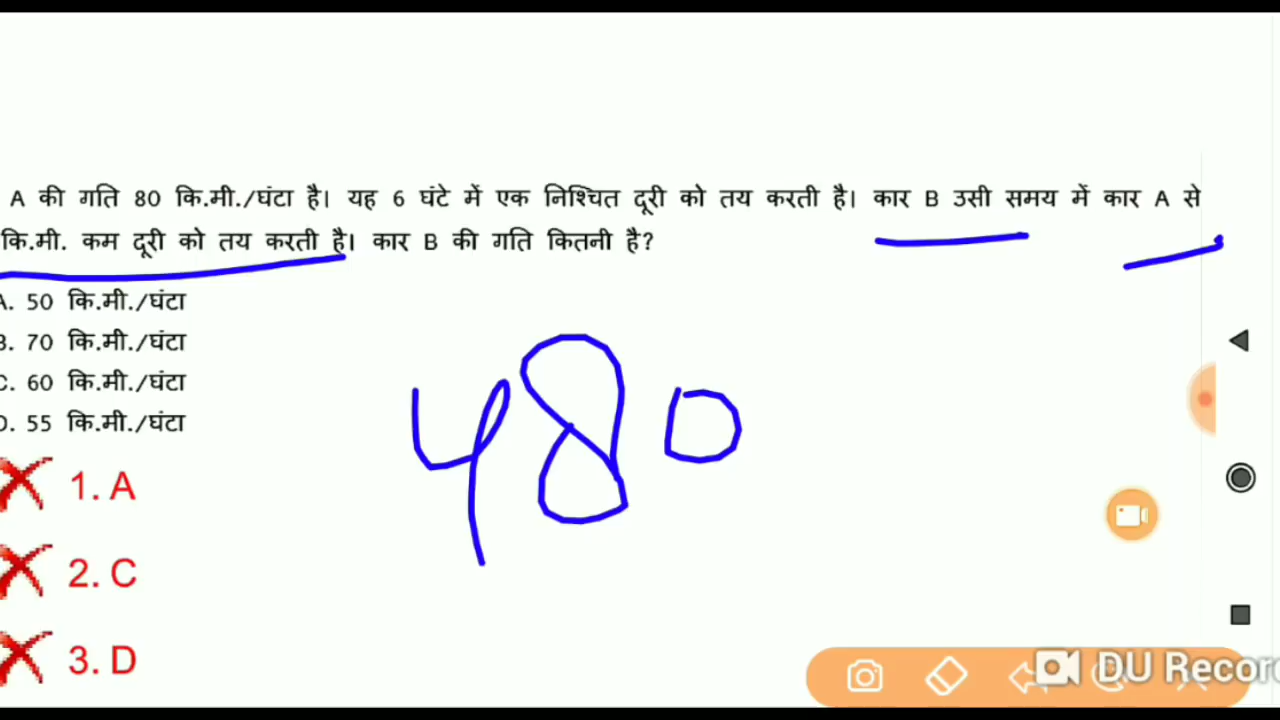 A की गति 80 कि.मी./घंटा है। यह 6 घंटे में एक निश्चित दूरी को तय करती है। कार B उसी समय में कार A से
कि.मी. कम दूरी को तय करती है। कार B की गति कितनी है?
A. 50 कि.मी./घंटा
B. 70 कि.मी./घंटा
C. 60 कि.मी./घंटा
D. 55 कि.मी./घंटा
480
1. A
2. C
3. D
DU Recor